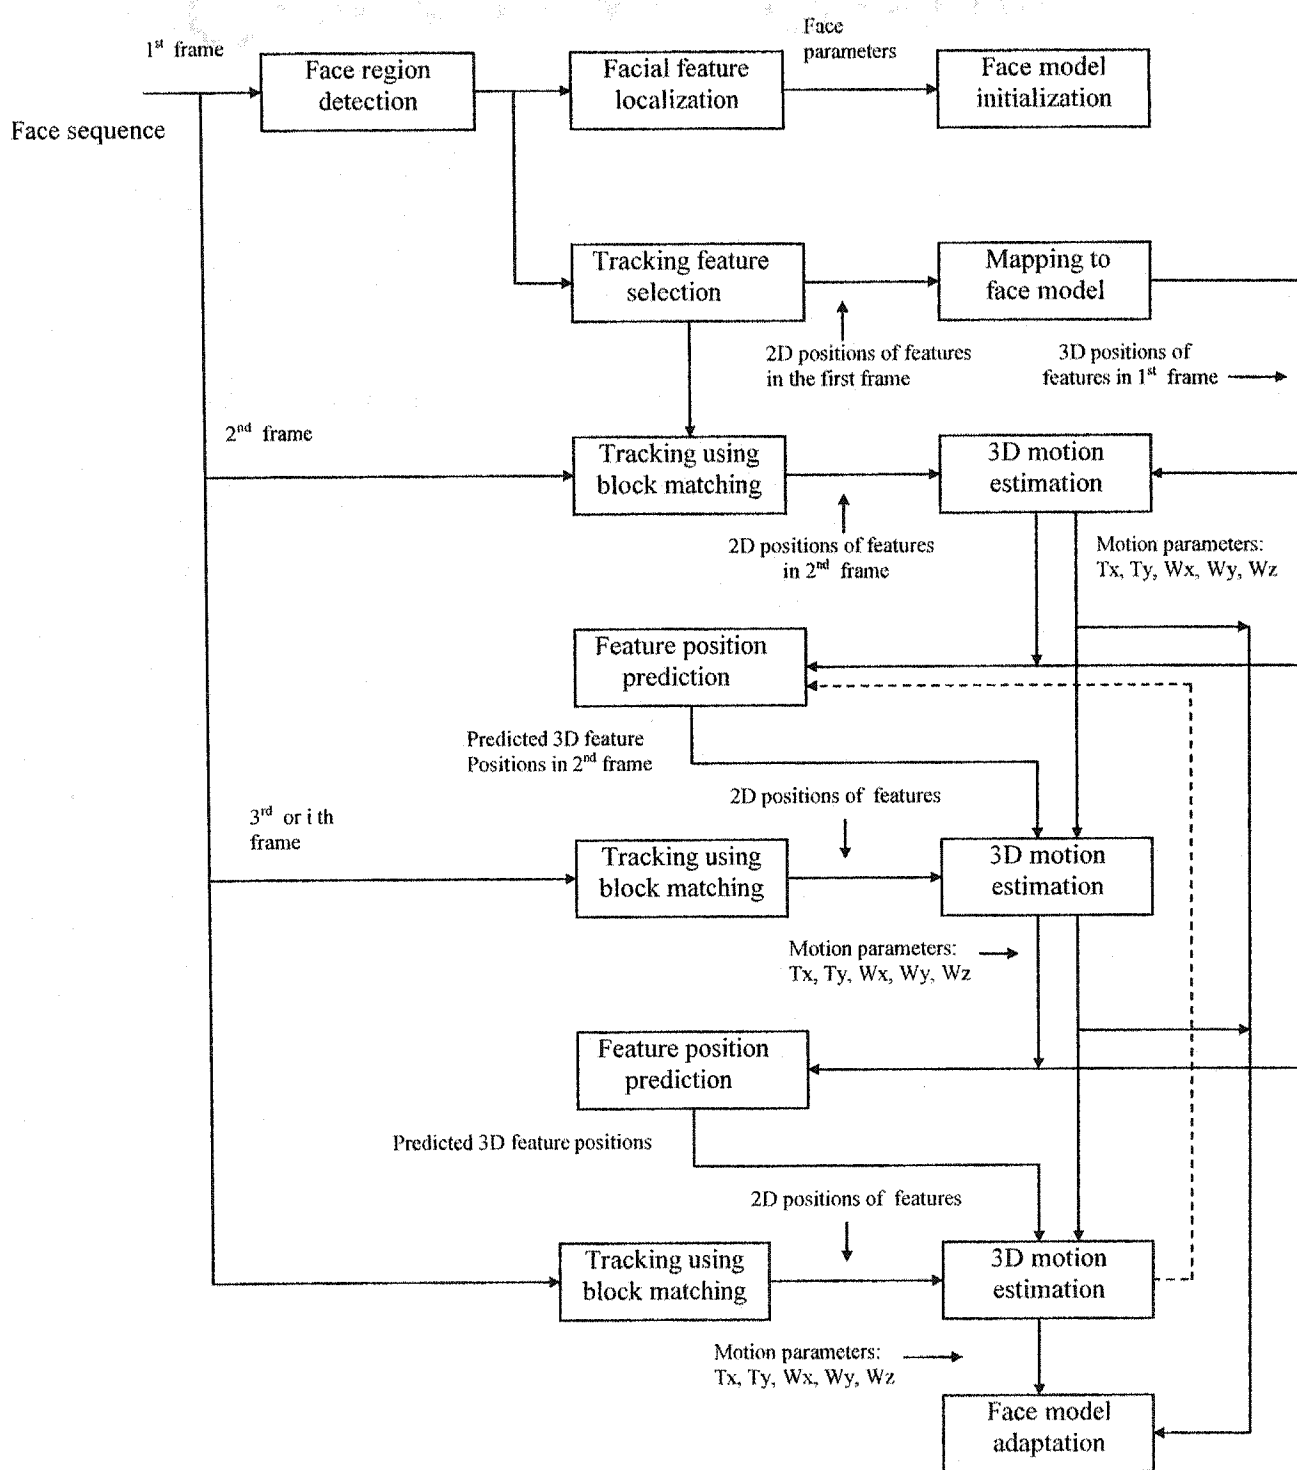 1st frame
Face sequence
Face region
detection
Facial feature
localization
Face
parameters
Face model
initialization
Tracking feature
selection
Mapping to
face model
2D positions of features
in the first frame
3D positions of
features in 1st frame
2nd frame
Tracking using
block matching
3D motion
estimation
2D positions of features
in 2nd frame
Motion parameters:
Tx, Ty, Wx, Wy, Wz
Feature position
prediction
Predicted 3D feature
Positions in 2nd frame
2D positions of features
3rd or i th
frame
Tracking using
block matching
3D motion
estimation
Motion parameters:
Tx, Ty, Wx, Wy, Wz
Feature position
prediction
Predicted 3D feature positions
2D positions of features
Tracking using
block matching
3D motion
estimation
Motion parameters:
Tx, Ty, Wx, Wy, Wz
Face model
adaptation